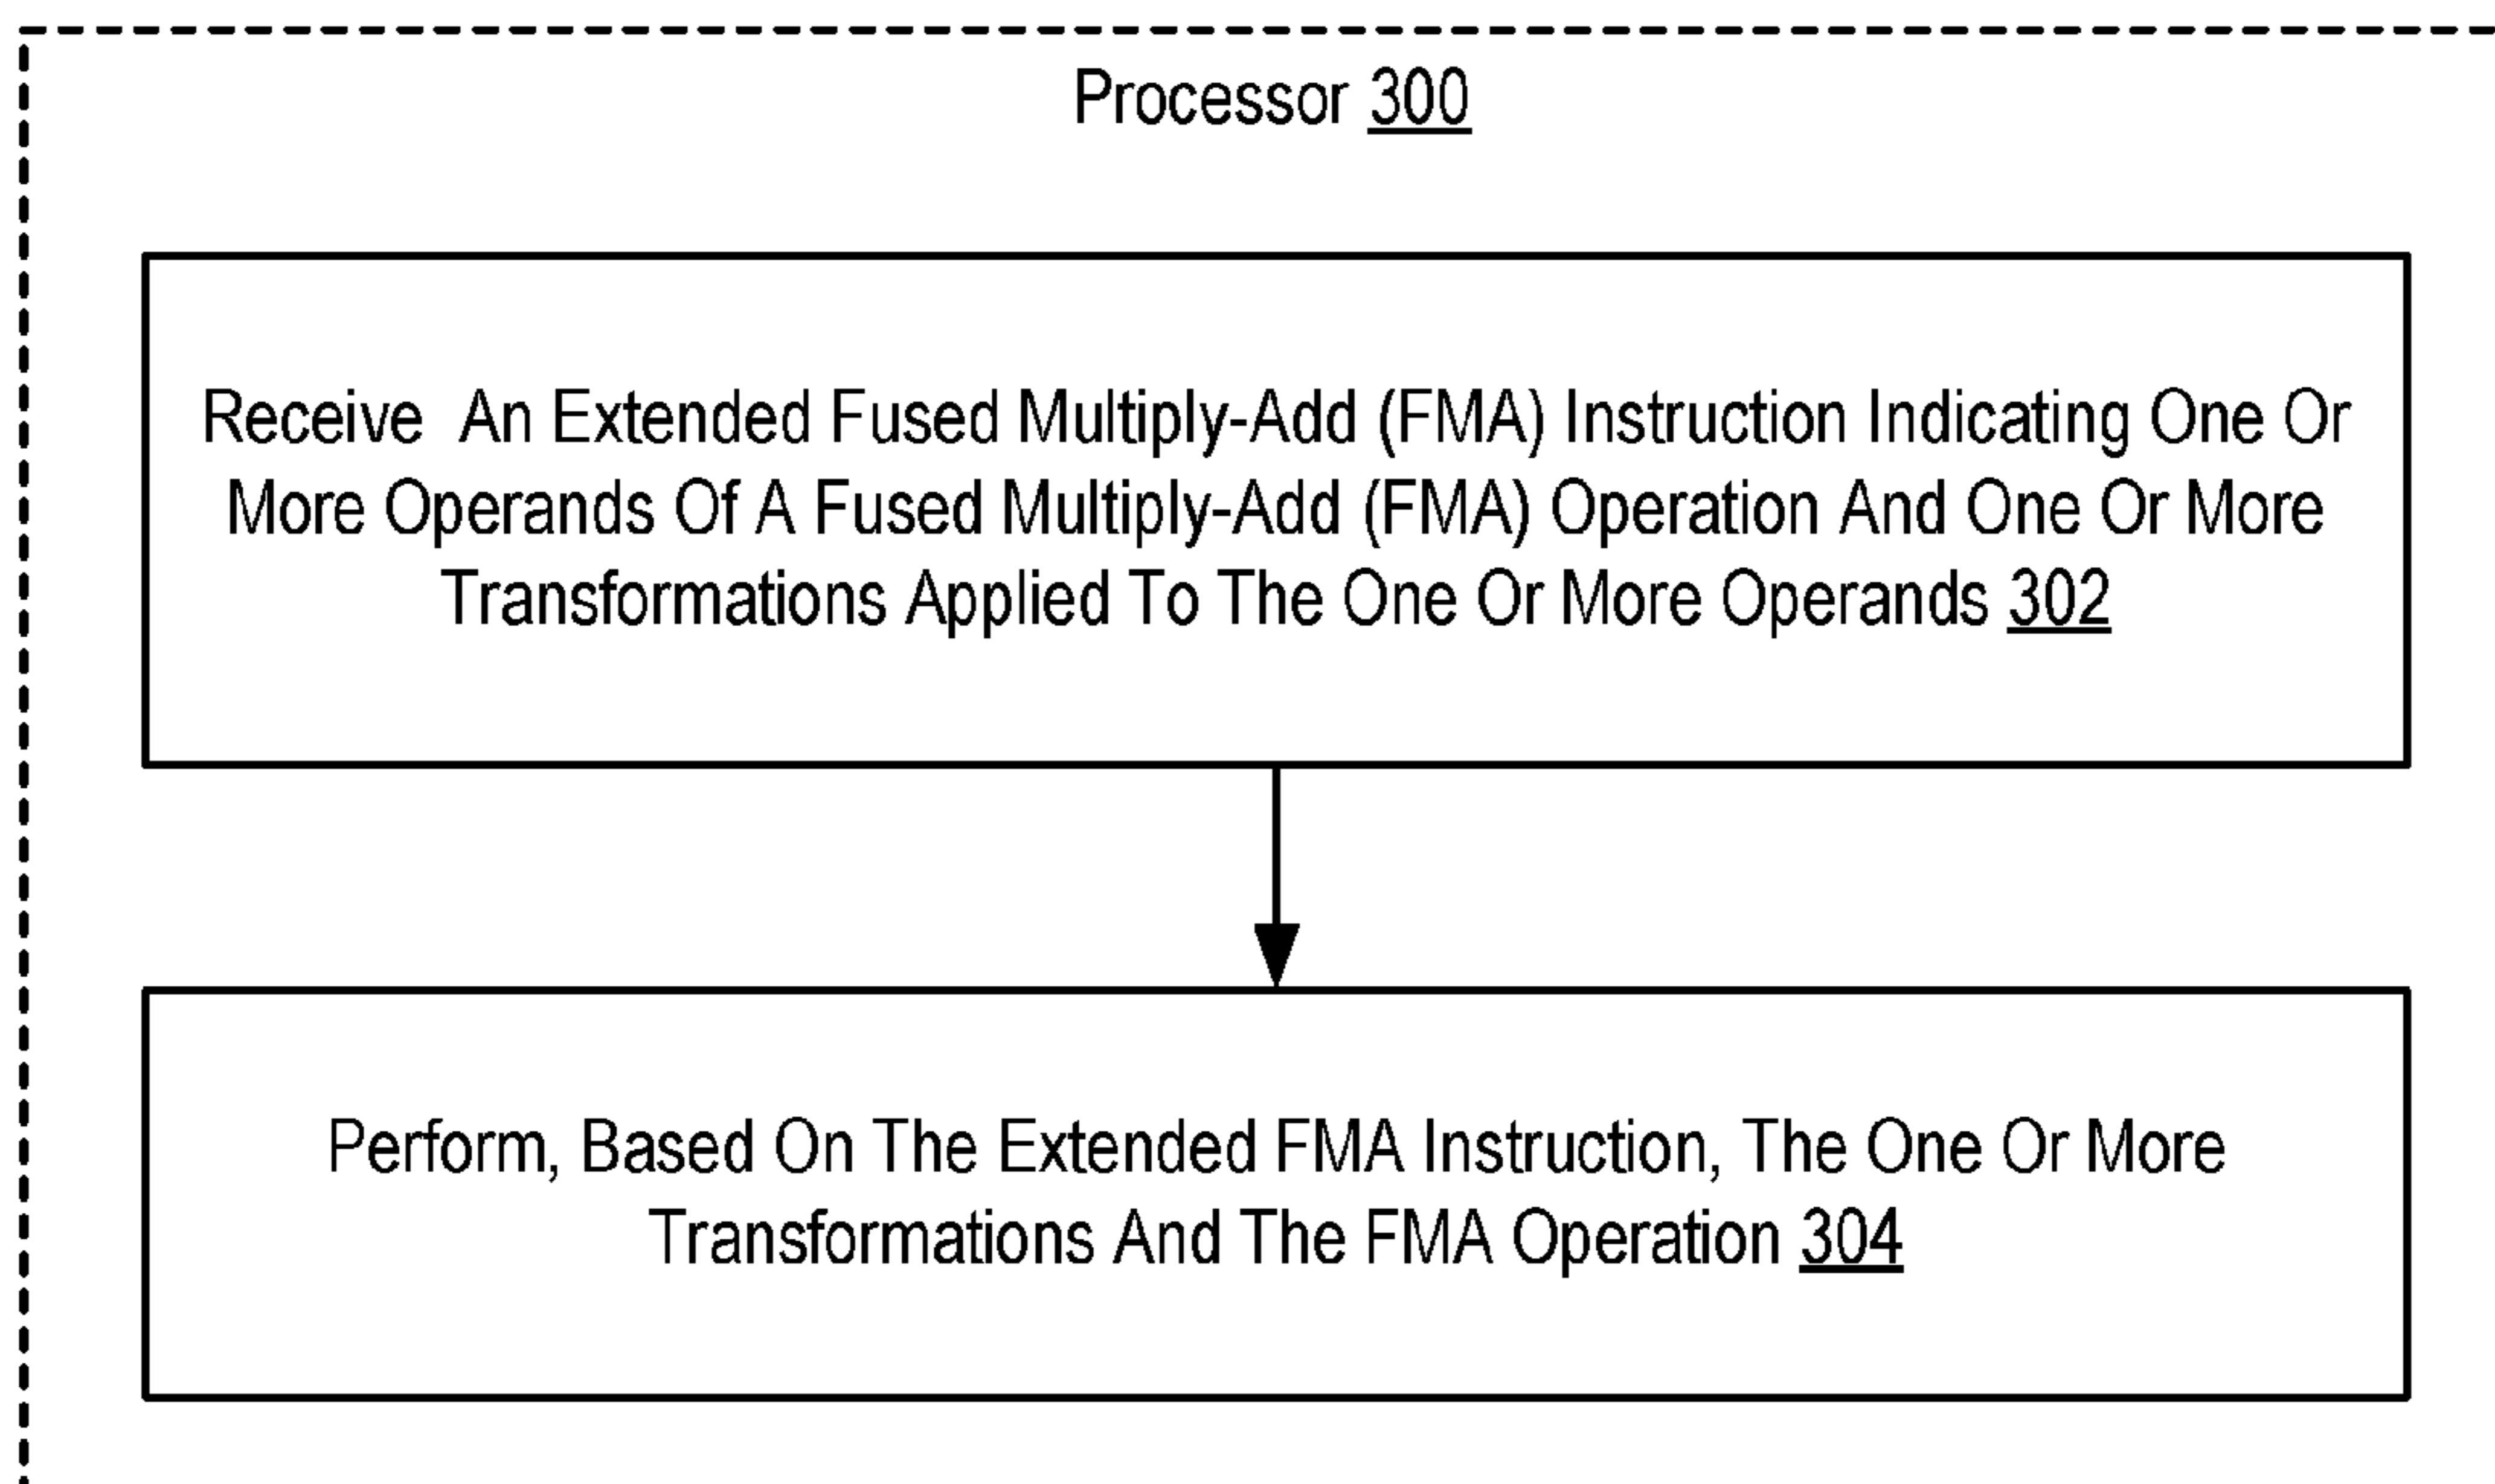 Processor 300
Receive An Extended Fused Multiply-Add (FMA) Instruction Indicating One Or
More Operands Of A Fused Multiply-Add (FMA) Operation And One Or More
Transformations Applied To The One Or More Operands 302
Perform, Based On The Extended FMA Instruction, The One Or More
Transformations And The FMA Operation 304